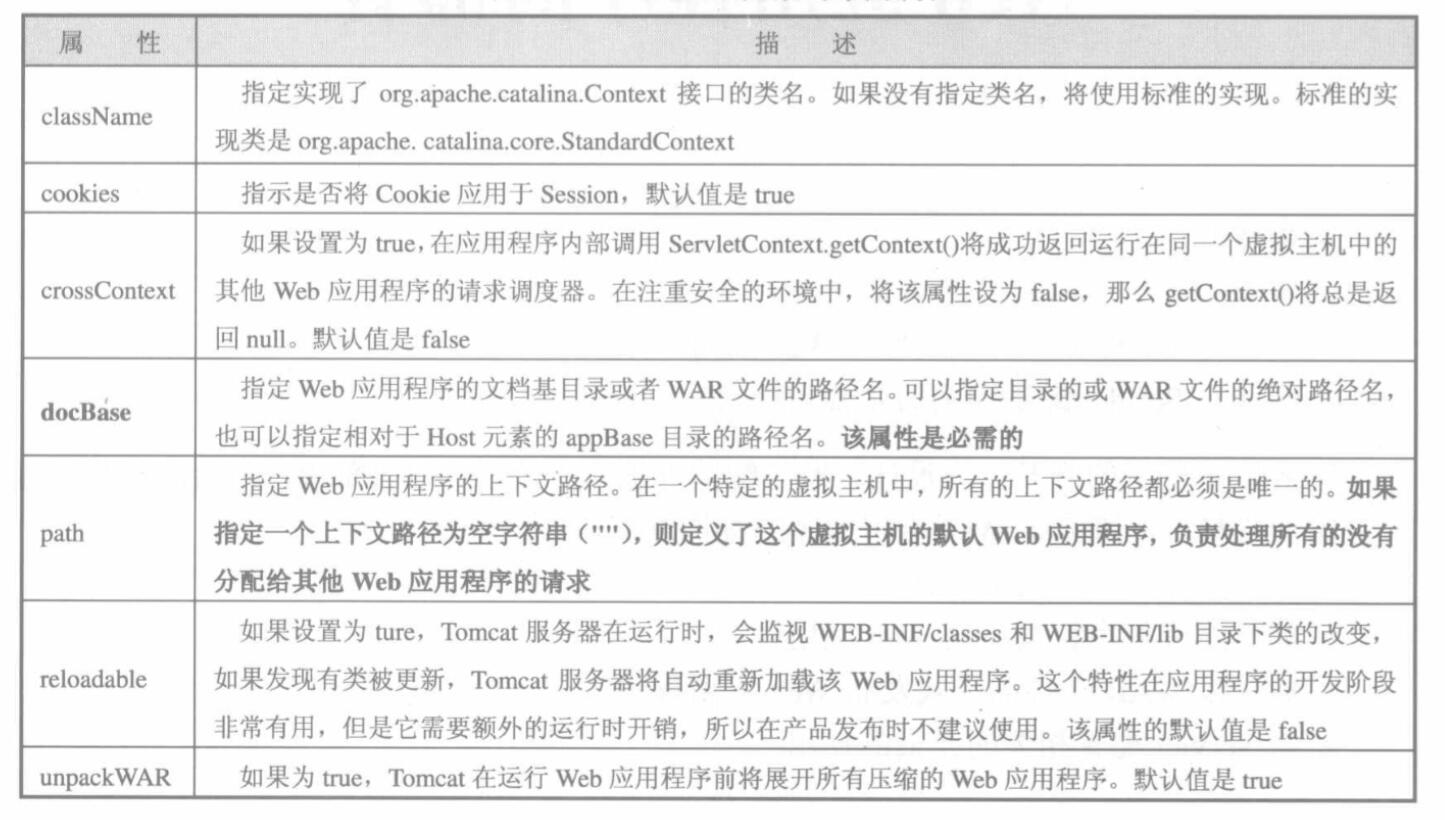 属 性 描 述
className
指定实现了 org.apache.catalina.Context 接口的类名。如果没有指定类名，将使用标准的实现。标准的实
现类是 org.apache. catalina.core.StandardContext
cookies
指示是否将 Cookie 应用于 Session，默认值是 true
crossContext
如果设置为 true，在应用程序内部调用 ServletContext.getContext()将成功返回运行在同一个虚拟主机中的
其他 Web 应用程序的请求调度器。在注重安全的环境中，将该属性设为 false，那么 getContext()将总是返
回 null。默认值是 false
docBase
指定 Web 应用程序的文档基目录或者 WAR 文件的路径名。可以指定目录的或 WAR 文件的绝对路径名，
也可以指定相对于 Host 元素的 appBase 目录的路径名。该属性是必需的
path
指定 Web 应用程序的上下文路径。在一个特定的虚拟主机中，所有的上下文路径都必须是唯一的。如果
指定一个上下文路径为空字符串（""），则定义了这个虚拟主机的默认 Web 应用程序，负责处理所有的没有
分配给其他 Web 应用程序的请求
reloadable
如果设置为 ture，Tomcat 服务器在运行时，会监视 WEB-INF/classes 和 WEB-INF/lib 目录下类的改变，
如果发现有类被更新，Tomcat 服务器将自动重新加载该 Web 应用程序。这个特性在应用程序的开发阶段
非常有用，但是它需要额外的运行时开销，所以在产品发布时不建议使用。该属性的默认值是 false
unpackWAR
如果为 true，Tomcat 在运行 Web 应用程序前将展开所有压缩的 Web 应用程序。默认值是 true